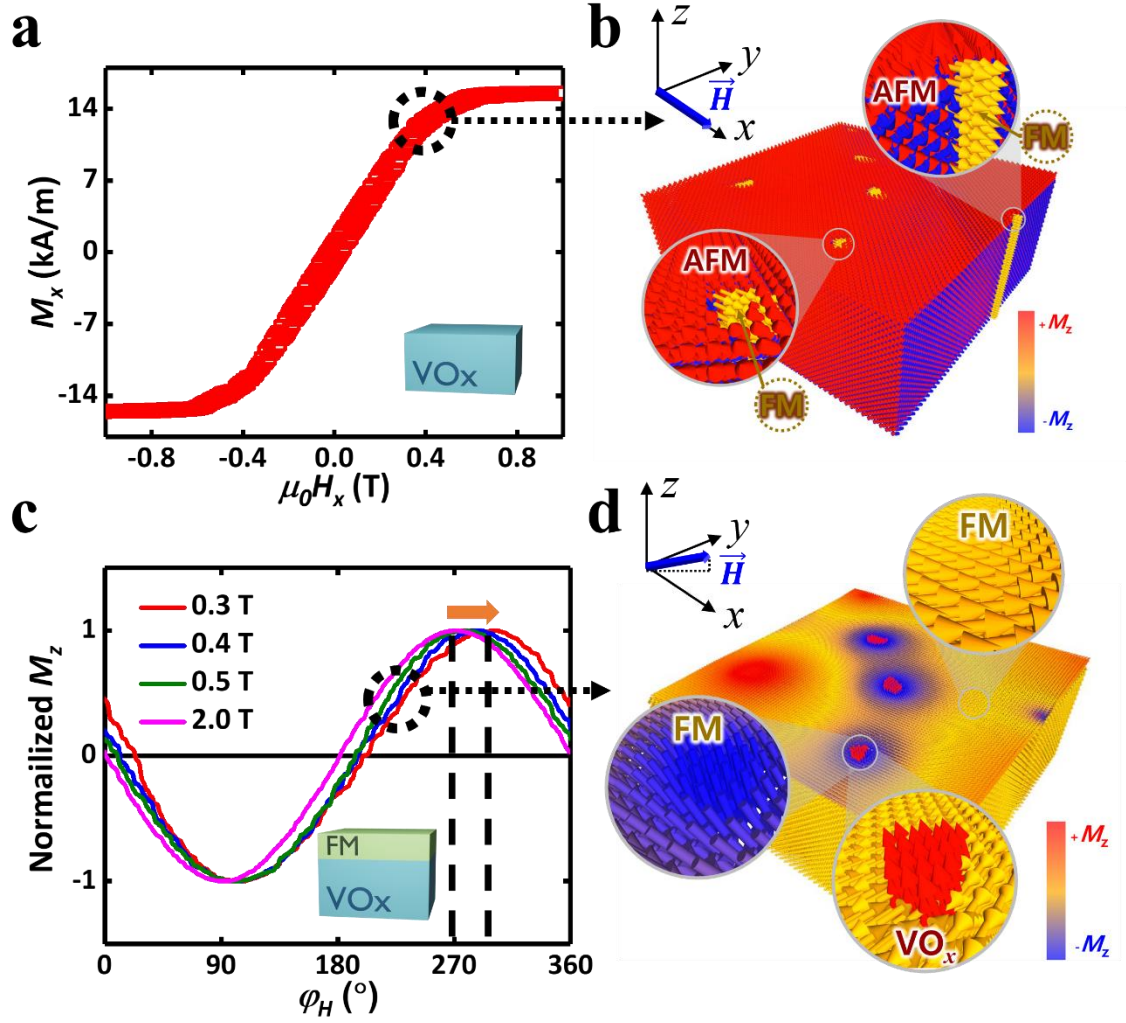 a
14
7
0
-7
-14
M_x (kA/m)
-0.8 -0.4 0.0 0.4 0.8
μ₀H_x (T)
VOx
b
z
y
H
x
AFM
FM
AFM
FM
+M_z
-M_z
c
1
0
-1
Normailized M_z
0.3 T
0.4 T
0.5 T
2.0 T
FM
VOx
0 90 180 270 360
φ_H (°)
d
z
y
H
x
FM
FM
VO_x
+M_z
-M_z